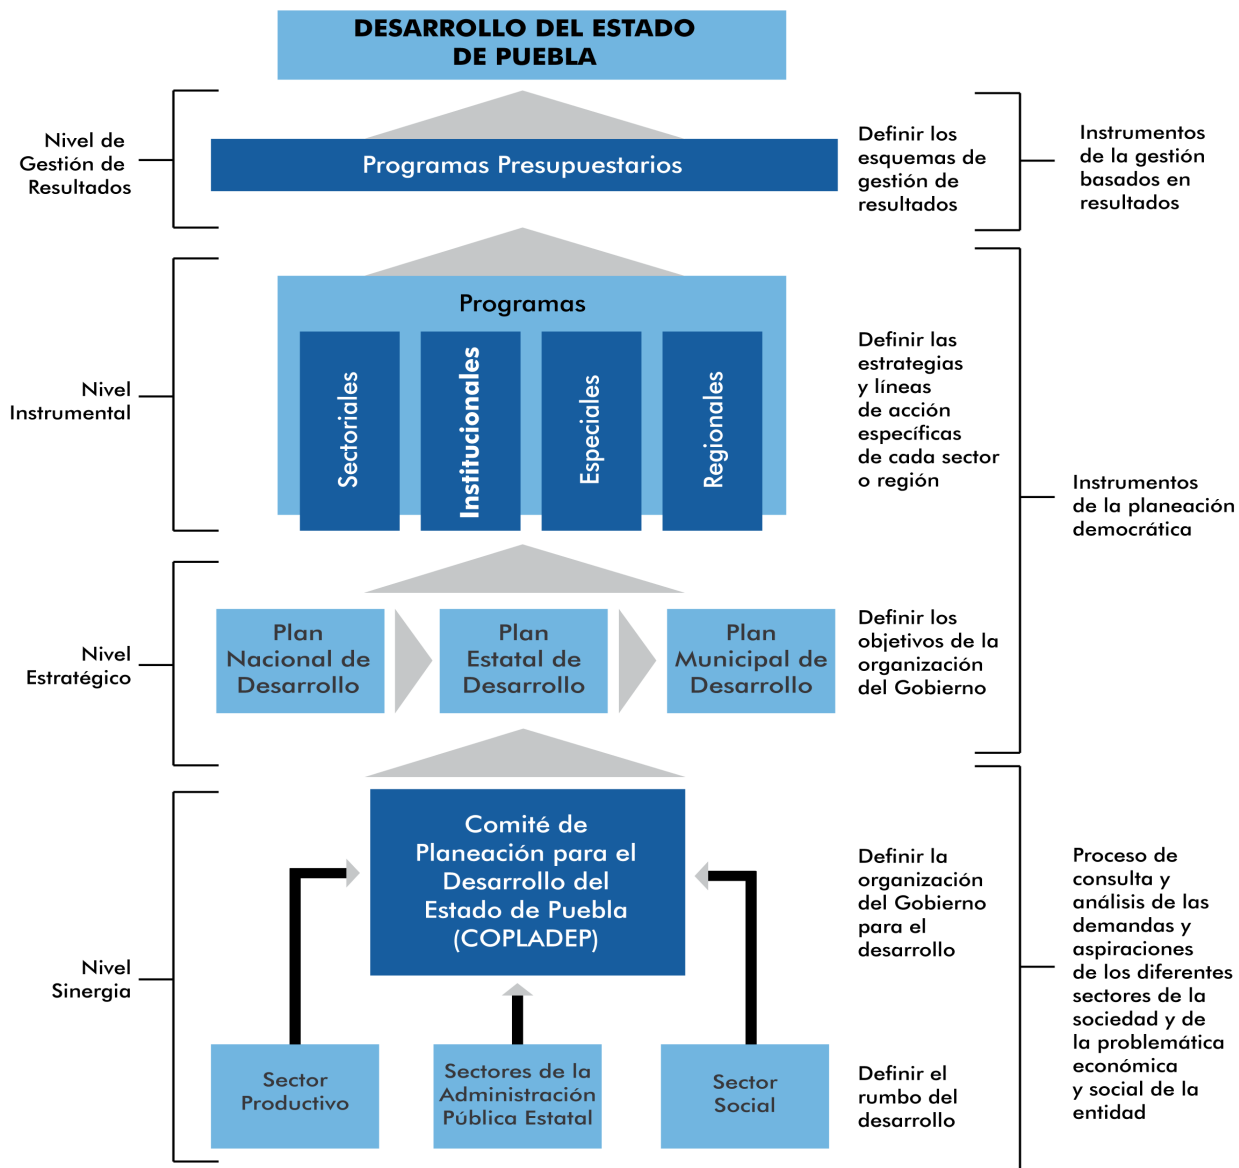 DESARROLLO DEL ESTADO
DE PUEBLA
Nivel de
Gestión de
Resultados
Programas Presupuestarios
Definir los
esquemas de
gestión de
resultados
Instrumentos
de la gestión
basados en
resultados
Nivel
Instrumental
Programas
Sectoriales
Institucionales
Especiales
Regionales
Definir las
estrategias
y líneas
de acción
específicas
de cada sector
o región
Instrumentos
de la planeación
democrática
Nivel
Estratégico
Plan
Nacional de
Desarrollo
Plan
Estatal de
Desarrollo
Plan
Municipal de
Desarrollo
Definir los
objetivos de la
organización
del Gobierno
Nivel
Sinergia
Comité de
Planeación para el
Desarrollo del
Estado de Puebla
(COPLADEP)
Definir la
organización
del Gobierno
para el
desarrollo
Proceso de
consulta y
análisis de las
demandas y
aspiraciones
de los diferentes
sectores de la
sociedad y de
la problemática
económica
y social de la
entidad
Sector
Productivo
Sectores de la
Administración
Pública Estatal
Sector
Social
Definir el
rumbo del
desarrollo